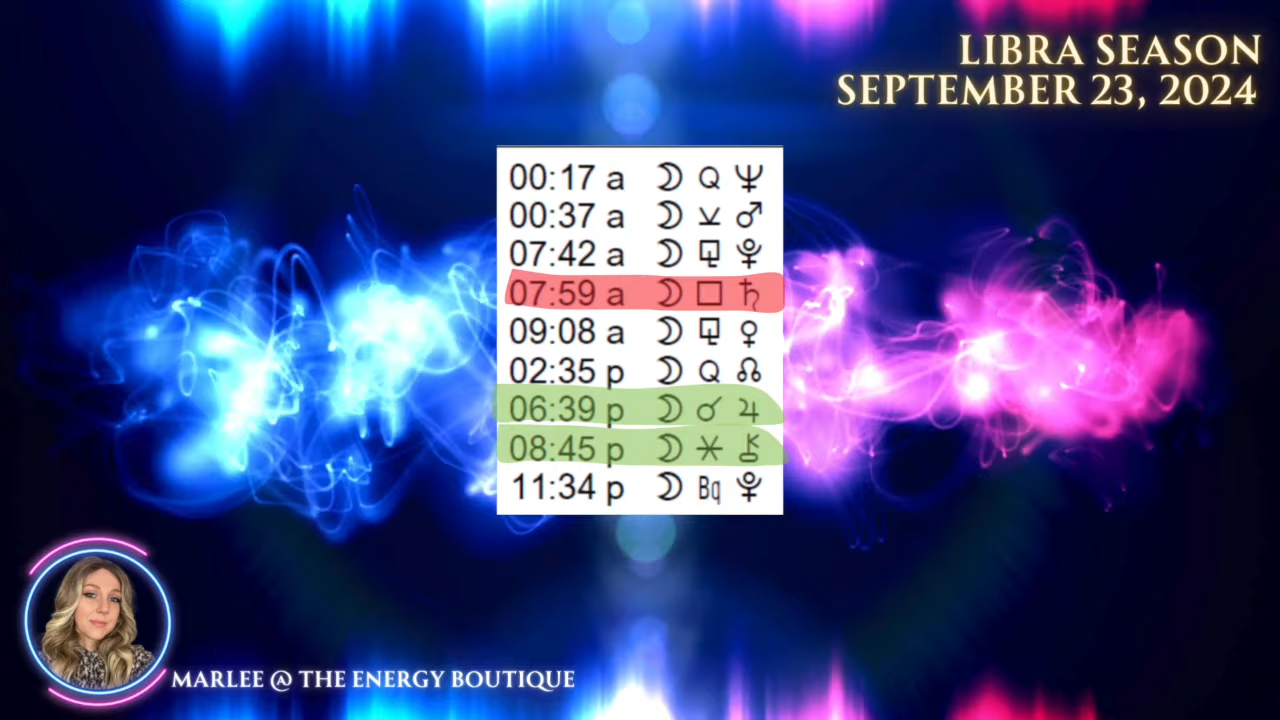 LIBRA SEASON
SEPTEMBER 23, 2024
00:17 a ☽ Q ♆
00:37 a ☽ ⚺ ♂
07:42 a ☽ ⚼ ♇
07:59 a ☽ □ ♄
09:08 a ☽ ⚼ ♀
02:35 p ☽ Q ☊
06:39 p ☽ ☌ ♃
08:45 p ☽ ⚹ ⚷
11:34 p ☽ Bq ♇
MARLEE @ THE ENERGY BOUTIQUE